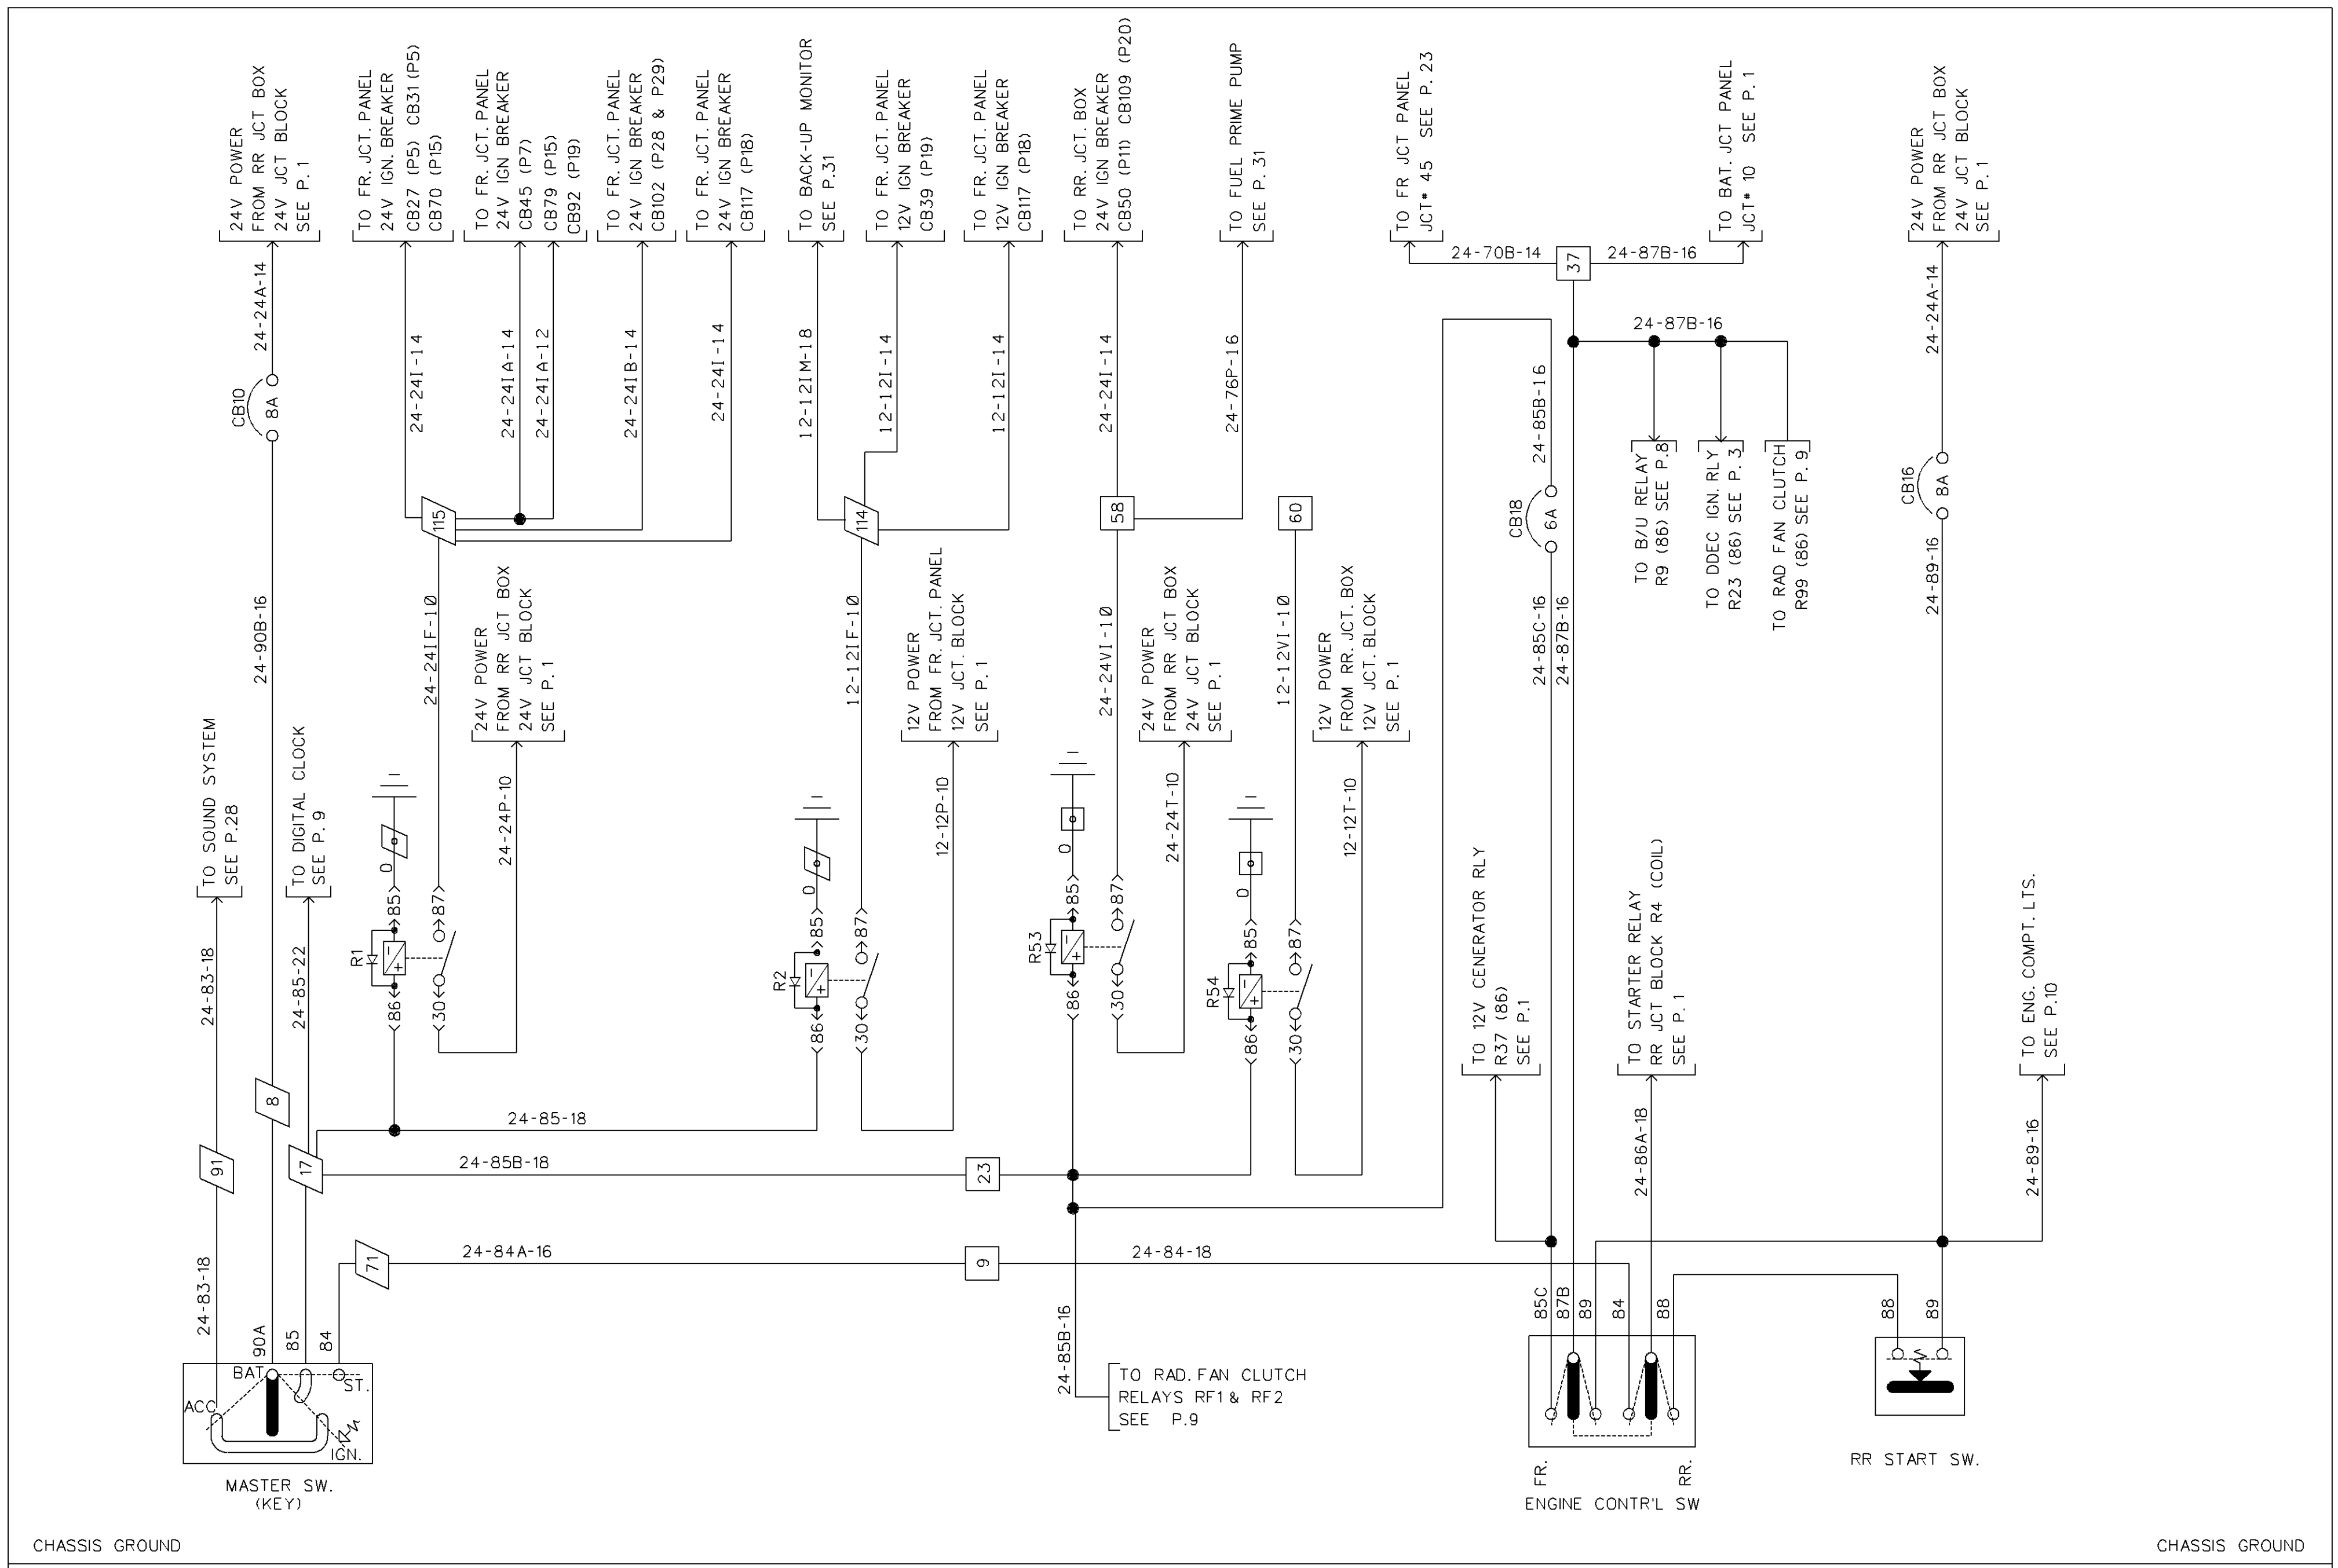 24V POWER
FROM RR JCT BOX
24V JCT BLOCK
SEE P.1
TO FR.JCT.PANEL
24V IGN.BREAKER
CB27 (P5) CB31 (P5)
CB70 (P15)
TO FR.JCT.PANEL
24V IGN BREAKER
CB45 (P7)
CB79 (P15)
CB92 (P19)
TO FR.JCT.PANEL
24V IGN BREAKER
CB102 (P28 & P29)
TO FR.JCT.PANEL
24V IGN BREAKER
CB117 (P18)
TO BACK-UP MONITOR
SEE P.31
TO FR.JCT.PANEL
12V IGN BREAKER
CB39 (P19)
TO FR.JCT.PANEL
12V IGN BREAKER
CB117 (P18)
TO RR.JCT.BOX
24V IGN BREAKER
CB50 (P11) CB109 (P20)
TO FUEL PRIME PUMP
SEE P.31
TO FR JCT PANEL
JCT# 45 SEE P.23
TO BAT.JCT PANEL
JCT# 10 SEE P.1
24V POWER
FROM RR JCT BOX
24V JCT BLOCK
SEE P.1
24-70B-14
37
24-87B-16
24-24A-14
24-24I-14
24-24IA-14
24-24IA-12
24-24IB-14
24-24I-14
12-12IM-18
12-12I-14
12-12I-14
24-24I-14
24-76P-16
24-87B-16
24-24A-14
CB10
8A
24-85B-16
CB18
6A
TO B/U RELAY
R9 (86) SEE P.8
TO DDEC IGN.RLY
R23 (86) SEE P.3
TO RAD FAN CLUTCH
R99 (86) SEE P.9
CB16
8A
115
114
58
60
24-90B-16
24-24IF-10
24V POWER
FROM RR JCT BOX
24V JCT BLOCK
SEE P.1
12-12IF-10
12V POWER
FROM FR.JCT.PANEL
12V JCT.BLOCK
SEE P.1
24-24VI-10
24V POWER
FROM RR JCT BOX
24V JCT BLOCK
SEE P.1
12-12VI-10
12V POWER
FROM RR.JCT.BOX
12V JCT.BLOCK
SEE P.1
24-85C-16
24-87B-16
24-89-16
TO SOUND SYSTEM
SEE P.28
TO DIGITAL CLOCK
SEE P.9
24-24P-10
12-12P-10
24-24T-10
12-12T-10
0
0
0
0
R1
85
86
87
30
R2
85
86
87
30
R53
85
86
87
30
R54
85
86
87
30
24-83-18
24-85-22
TO 12V CENERATOR RLY
R37 (86)
SEE P.1
TO STARTER RELAY
RR JCT BLOCK R4 (COIL)
SEE P.1
TO ENG.COMPT.LTS.
SEE P.10
8
24-85-18
91
17
24-85B-18
23
24-86A-18
24-89-16
71
24-84A-16
9
24-84-18
24-83-18
90A
85
84
24-85B-16
85C
87B
89
84
88
88
89
BAT.
ST.
ACC
IGN.
TO RAD.FAN CLUTCH
RELAYS RF1 & RF2
SEE P.9
MASTER SW.
(KEY)
FR.
RR.
ENGINE CONTR'L SW
RR START SW.
CHASSIS GROUND
CHASSIS GROUND